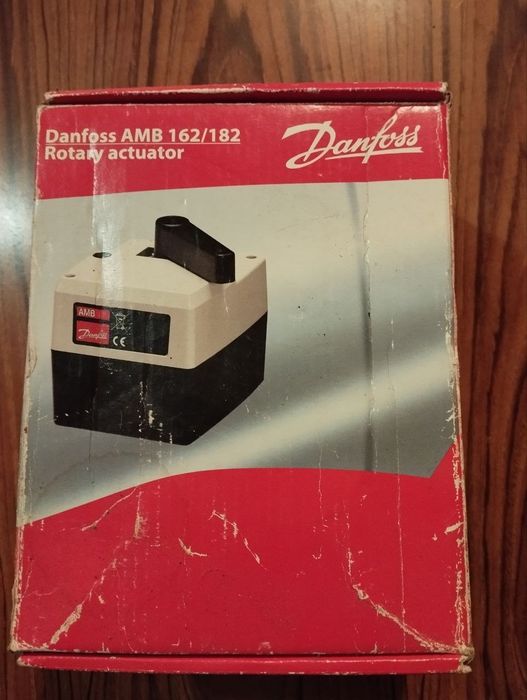 Danfoss AMB 162/182
Rotary actuator
Danfoss
AMB
Danfoss
CE